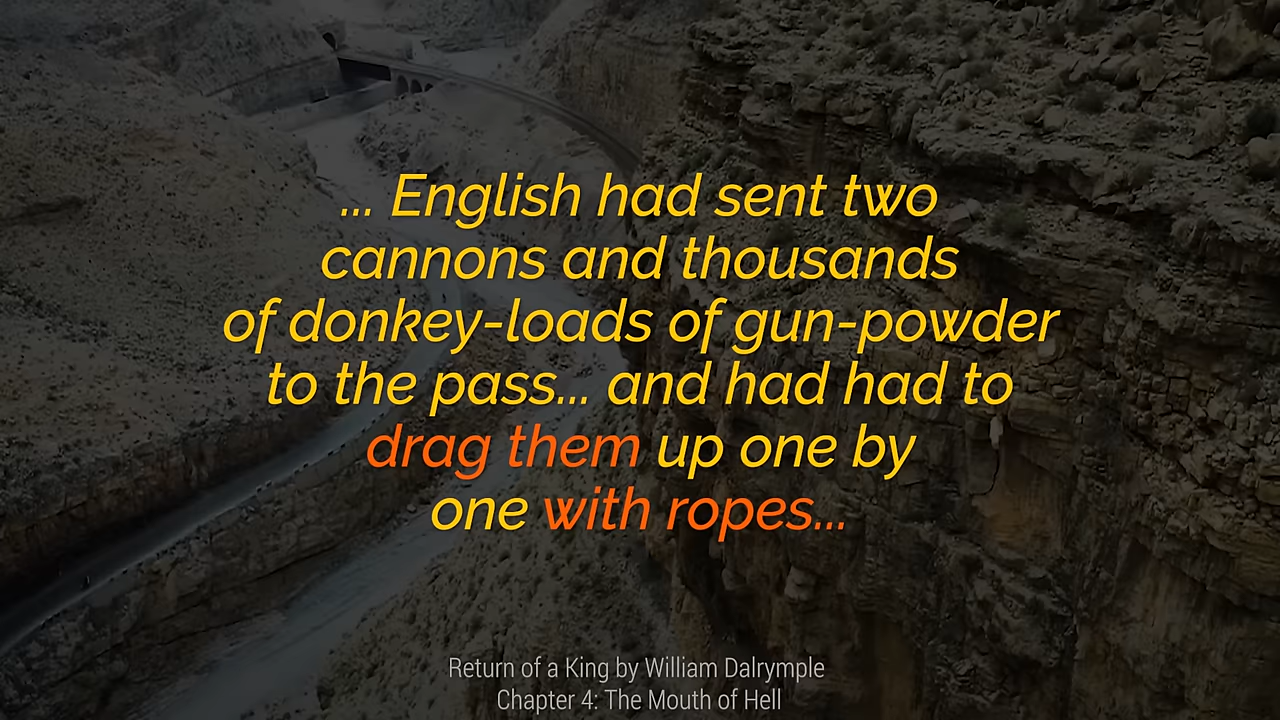 ... English had sent two
cannons and thousands
of donkey-loads of gun-powder
to the pass... and had had to
drag them up one by
one with ropes...
Return of a King by William Dalrymple
Chapter 4: The Mouth of Hell